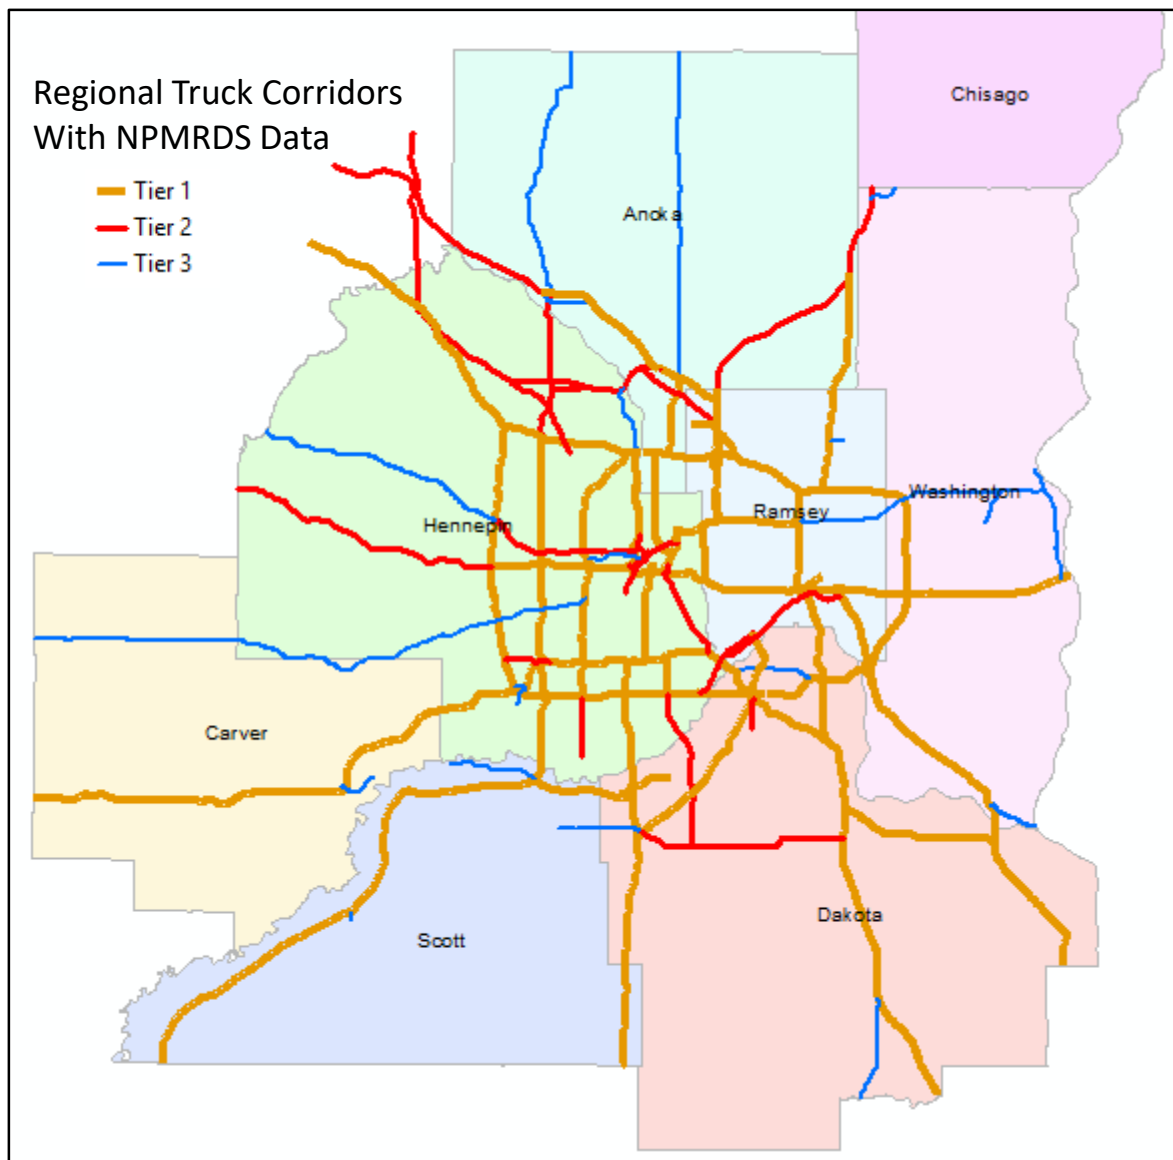 Regional Truck Corridors
With NPMRDS Data
Tier 1
Tier 2
Tier 3
Chisago
Anoka
Washington
Ramsey
Hennepin
Carver
Scott
Dakota